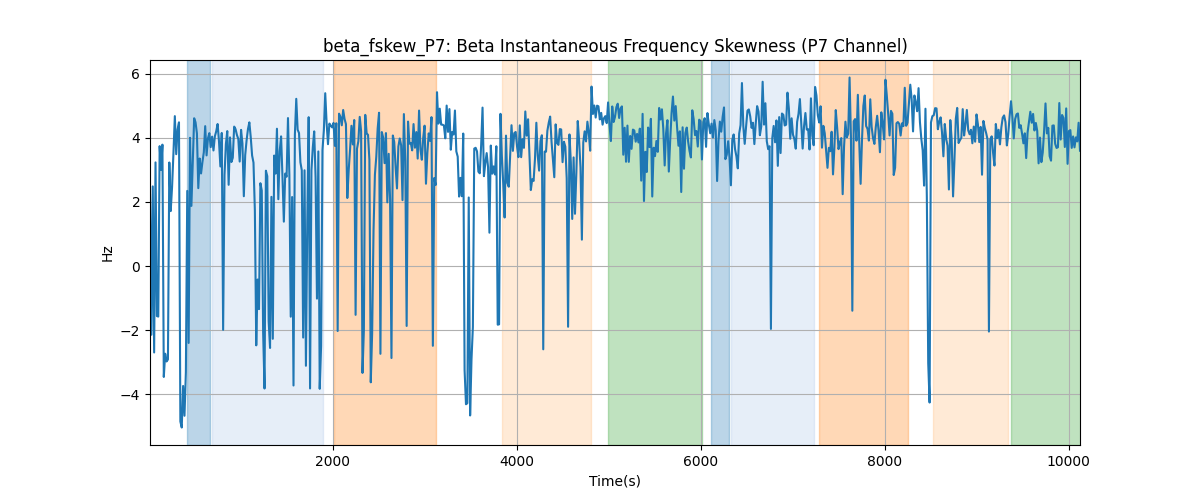 beta_fskew_P7: Beta Instantaneous Frequency Skewness (P7 Channel)
Hz
6
4
2
0
−2
−4
2000 4000 6000 8000 10000
Time(s)